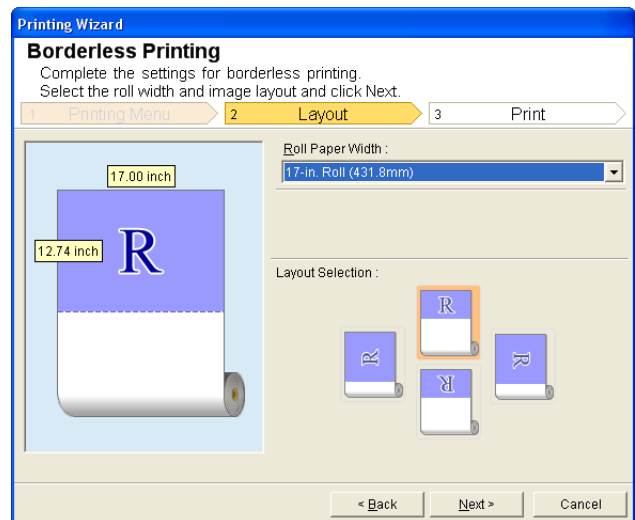 Printing Wizard
Borderless Printing
Complete the settings for borderless printing.
Select the roll width and image layout and click Next.
1 Printing Menu 2 Layout 3 Print
Roll Paper Width :
17-in. Roll (431.8mm)
17.00 inch
12.74 inch
R
Layout Selection :
R
R
R
R
< Back Next > Cancel